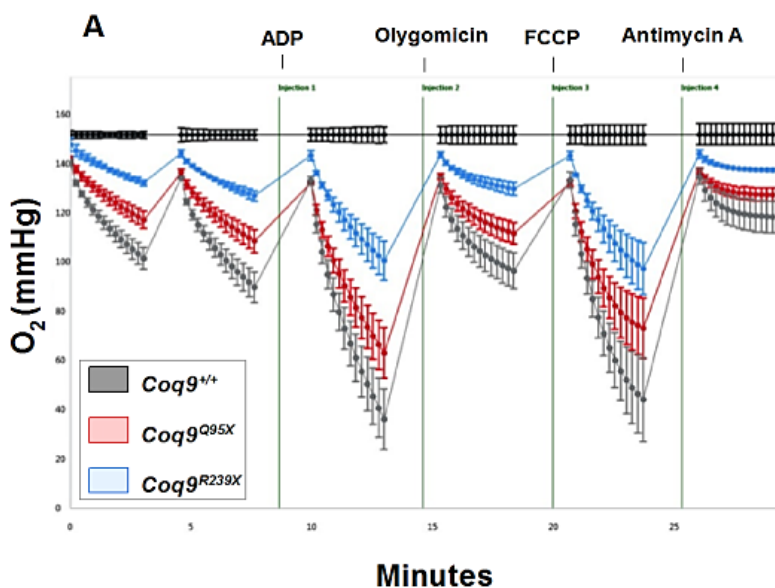 A
ADP
Olygomicin
FCCP
Antimycin A
Injection 1
Injection 2
Injection 3
Injection 4
160
140
120
100
80
60
40
20
0
O2 (mmHg)
Coq9+/+
Coq9Q95X
Coq9R239X
0
5
10
15
20
25
Minutes